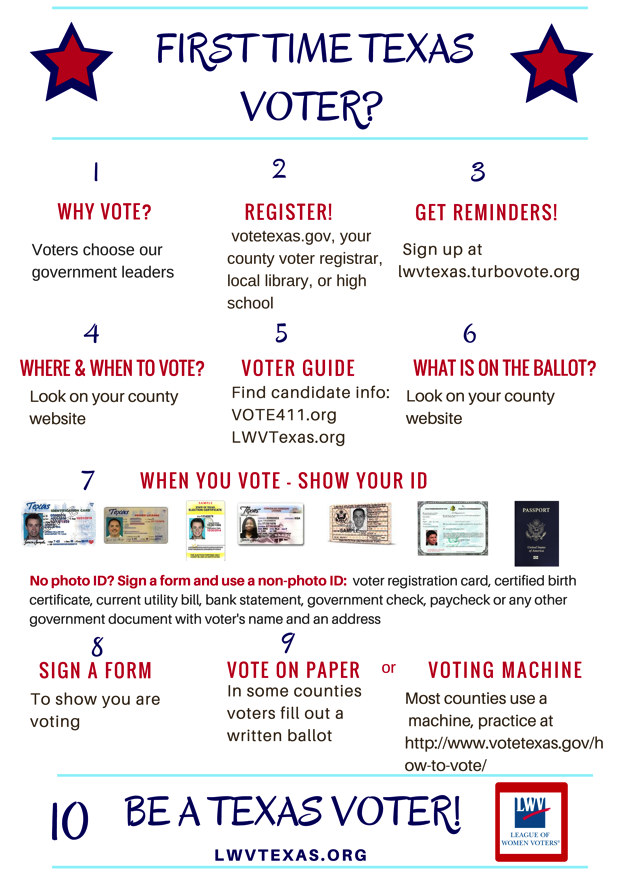 FIRST TIME TEXAS
VOTER?
1
WHY VOTE?
Voters choose our
government leaders
2
REGISTER!
votetexas.gov, your
county voter registrar,
local library, or high
school
3
GET REMINDERS!
Sign up at
lwvtexas.turbovote.org
4
WHERE & WHEN TO VOTE?
Look on your county
website
5
VOTER GUIDE
Find candidate info:
VOTE411.org
LWVTexas.org
6
WHAT IS ON THE BALLOT?
Look on your county
website
7
WHEN YOU VOTE - SHOW YOUR ID
Texas
Texas
SAMPLE
Texas
PASSPORT
No photo ID? Sign a form and use a non-photo ID: voter registration card, certified birth
certificate, current utility bill, bank statement, government check, paycheck or any other
government document with voter's name and an address
8
SIGN A FORM
To show you are
voting
9
VOTE ON PAPER or VOTING MACHINE
In some counties
voters fill out a
written ballot
Most counties use a
machine, practice at
http://www.votetexas.gov/h
ow-to-vote/
10
BE A TEXAS VOTER!
LWVTEXAS.ORG
LWV
LEAGUE OF
WOMEN VOTERS®